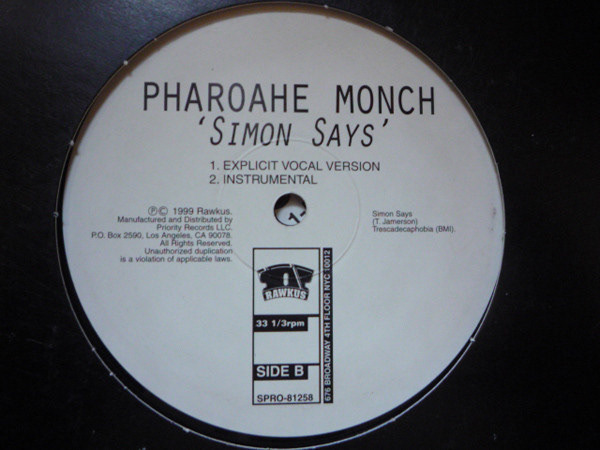 PHAROAHE MONCH
'SIMON SAYS'
1. EXPLICIT VOCAL VERSION
2. INSTRUMENTAL
℗© 1999 Rawkus.
Manufactured and Distributed by
Priority Records LLC.
P.O. Box 2590, Los Angeles, CA 90078.
All Rights Reserved.
Unauthorized duplication
is a violation of applicable laws.
Simon Says
(T. Jamerson)
Trescadecaphobia (BMI).
RAWKUS
33 1/3rpm
SIDE B
SPRO-81258
676 BROADWAY 4TH FLOOR NYC 10012